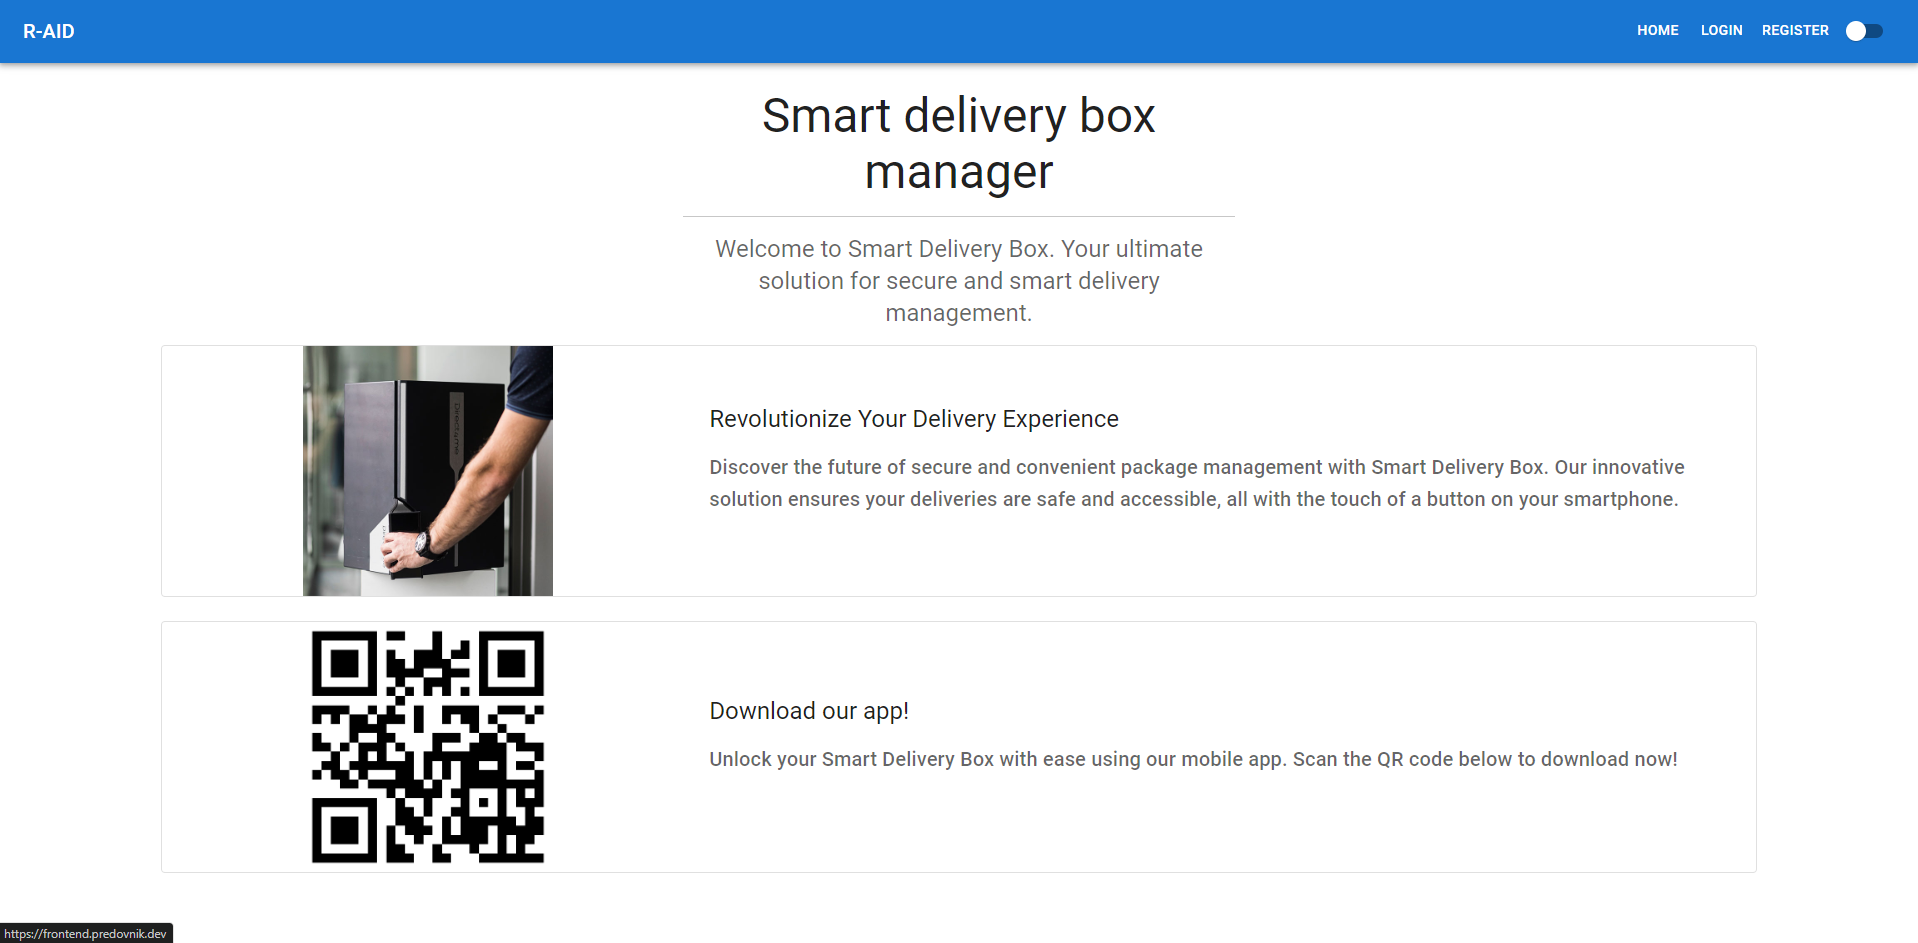 R-AID
HOME LOGIN REGISTER
Smart delivery box
manager
Welcome to Smart Delivery Box. Your ultimate
solution for secure and smart delivery
management.
Direct4.me
Revolutionize Your Delivery Experience
Discover the future of secure and convenient package management with Smart Delivery Box. Our innovative
solution ensures your deliveries are safe and accessible, all with the touch of a button on your smartphone.
Download our app!
Unlock your Smart Delivery Box with ease using our mobile app. Scan the QR code below to download now!
https://frontend.predovnik.dev